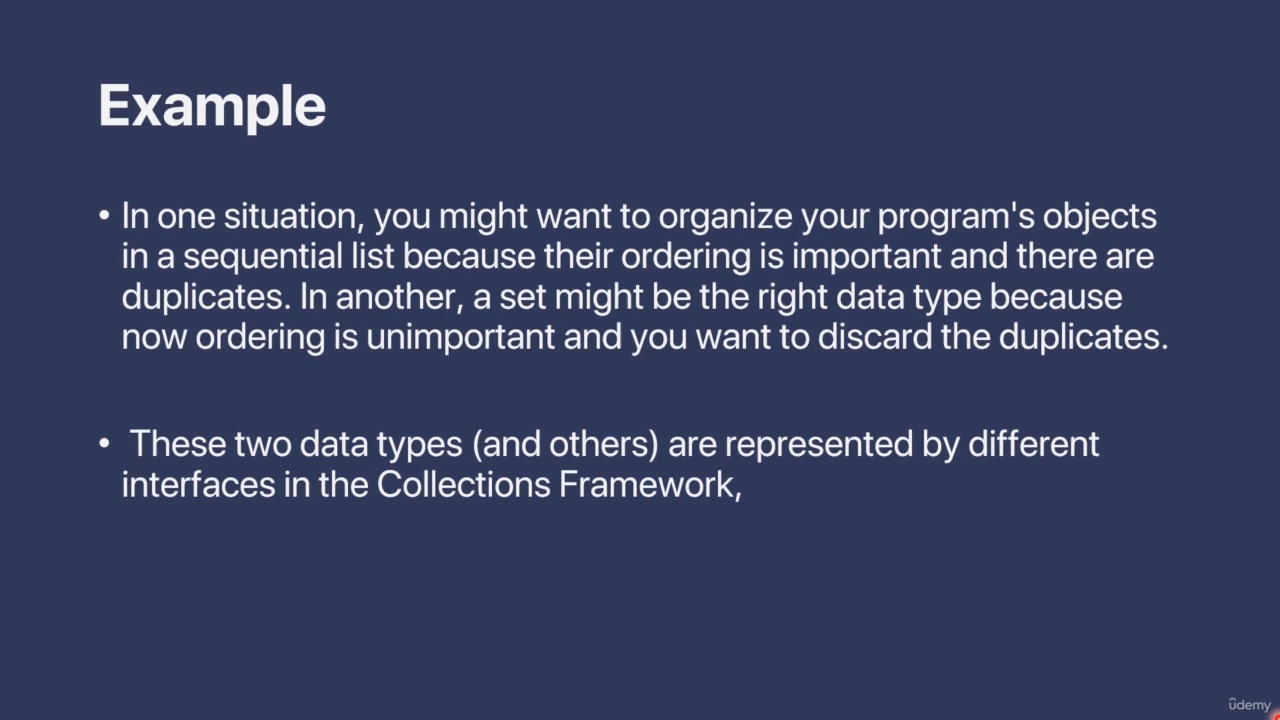 Example
• In one situation, you might want to organize your program's objects
in a sequential list because their ordering is important and there are
duplicates. In another, a set might be the right data type because
now ordering is unimportant and you want to discard the duplicates.
• These two data types (and others) are represented by different
interfaces in the Collections Framework,
ûdemy